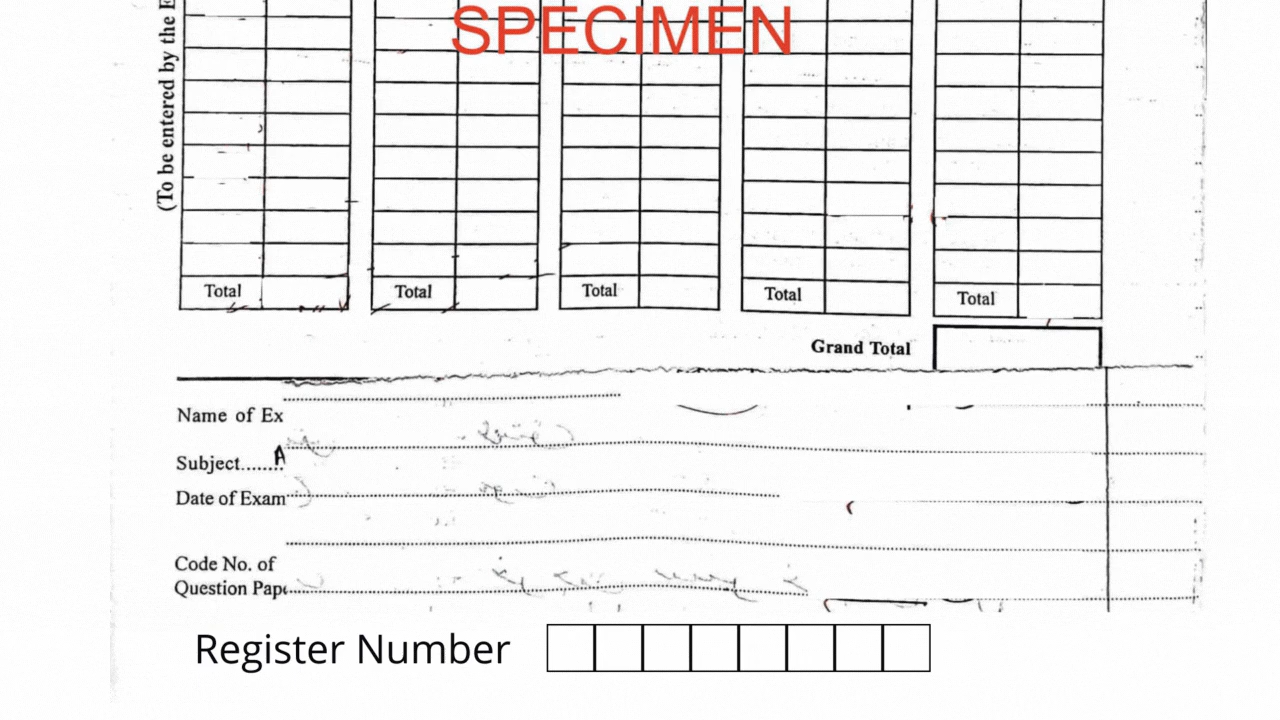 SPECIMEN
(To be entered by the E
Total Total Total Total Total
Grand Total
Name of Ex
Subject........A
Date of Exam
Code No. of
Question Pap
Register Number